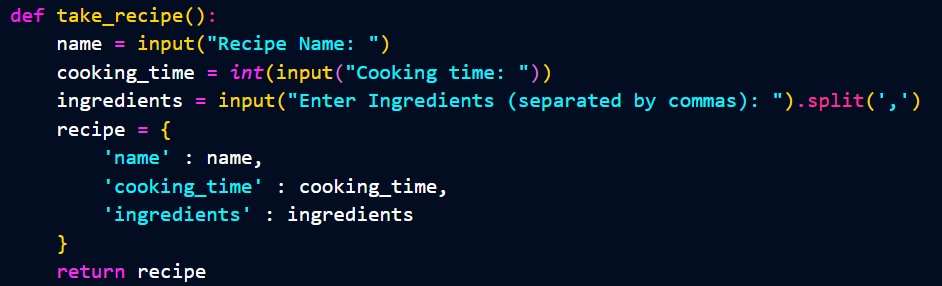 def take_recipe():
    name = input("Recipe Name: ")
    cooking_time = int(input("Cooking time: "))
    ingredients = input("Enter Ingredients (separated by commas): ").split(',')
    recipe = {
        'name' : name,
        'cooking_time' : cooking_time,
        'ingredients' : ingredients
    }
    return recipe